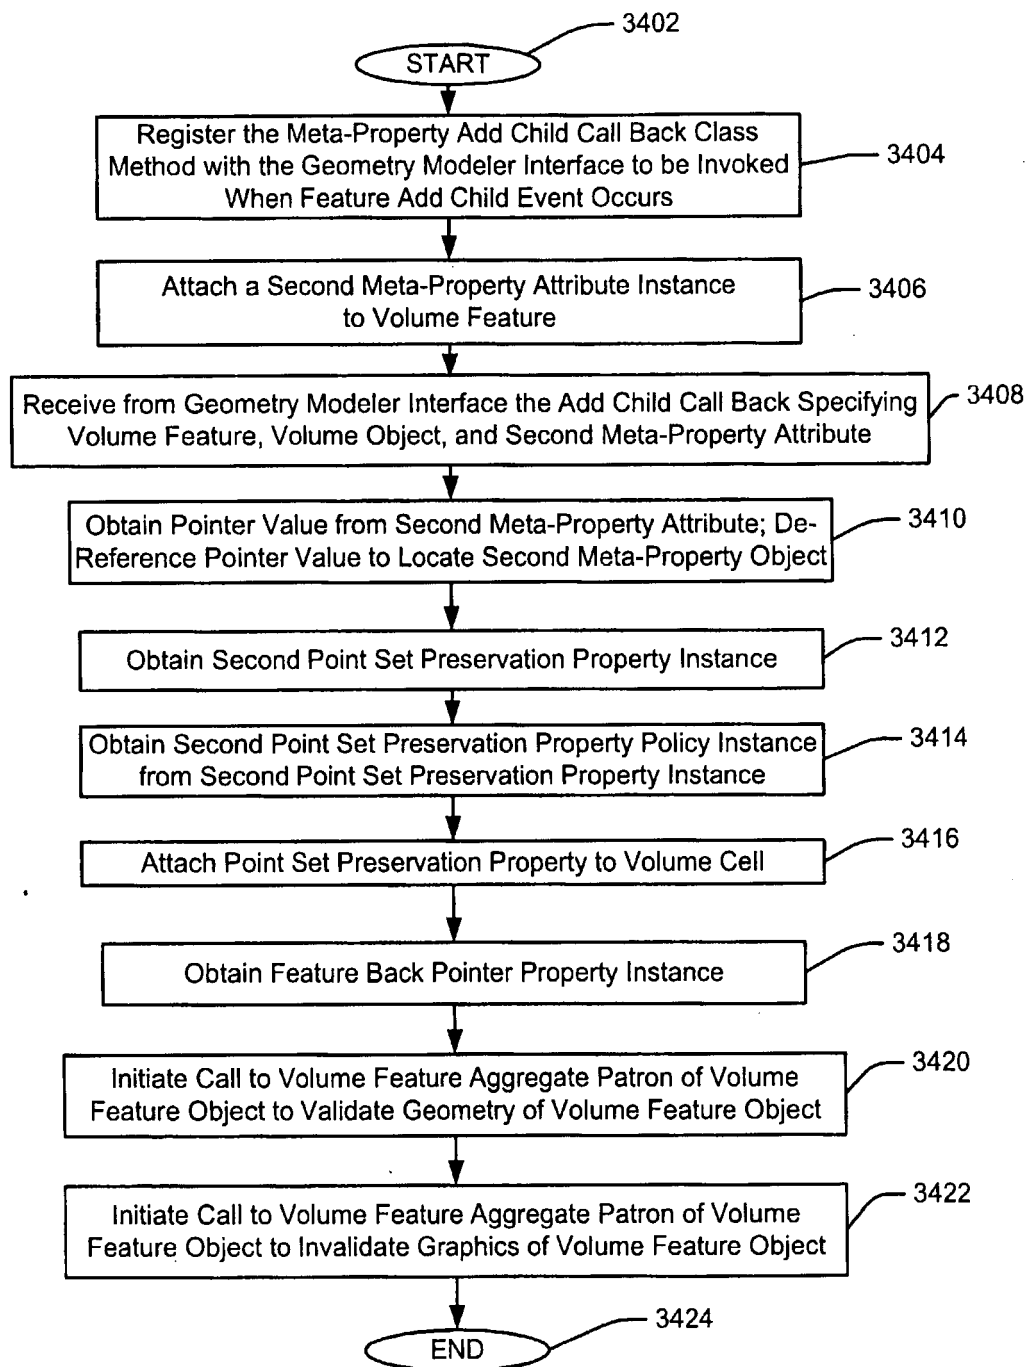 3402
START
Register the Meta-Property Add Child Call Back Class
Method with the Geometry Modeler Interface to be Invoked
When Feature Add Child Event Occurs
3404
Attach a Second Meta-Property Attribute Instance
to Volume Feature
3406
Receive from Geometry Modeler Interface the Add Child Call Back Specifying
Volume Feature, Volume Object, and Second Meta-Property Attribute
3408
Obtain Pointer Value from Second Meta-Property Attribute; De-
Reference Pointer Value to Locate Second Meta-Property Object
3410
Obtain Second Point Set Preservation Property Instance
3412
Obtain Second Point Set Preservation Property Policy Instance
from Second Point Set Preservation Property Instance
3414
Attach Point Set Preservation Property to Volume Cell
3416
Obtain Feature Back Pointer Property Instance
3418
Initiate Call to Volume Feature Aggregate Patron of Volume
Feature Object to Validate Geometry of Volume Feature Object
3420
Initiate Call to Volume Feature Aggregate Patron of Volume
Feature Object to Invalidate Graphics of Volume Feature Object
3422
END
3424